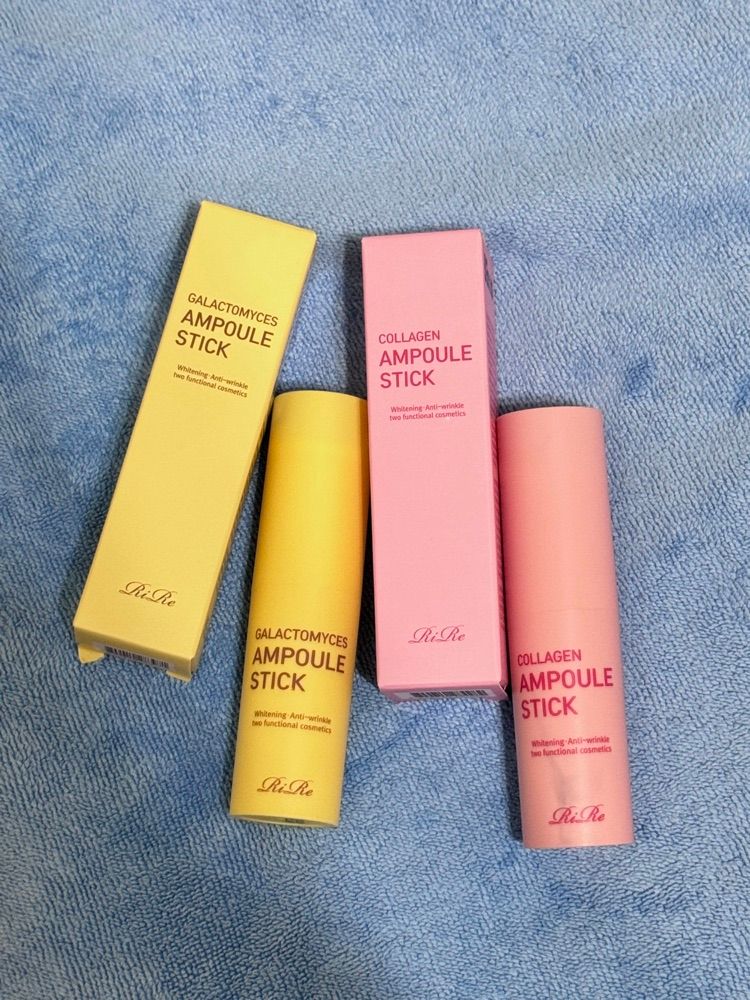 GALACTOMYCES
AMPOULE
STICK
Whitening·Anti-wrinkle
two functional cosmetics
RiRe
COLLAGEN
AMPOULE
STICK
Whitening·Anti-wrinkle
two functional cosmetics
RiRe
GALACTOMYCES
AMPOULE
STICK
Whitening·Anti-wrinkle
two functional cosmetics
RiRe
COLLAGEN
AMPOULE
STICK
Whitening·Anti-wrinkle
two functional cosmetics
RiRe